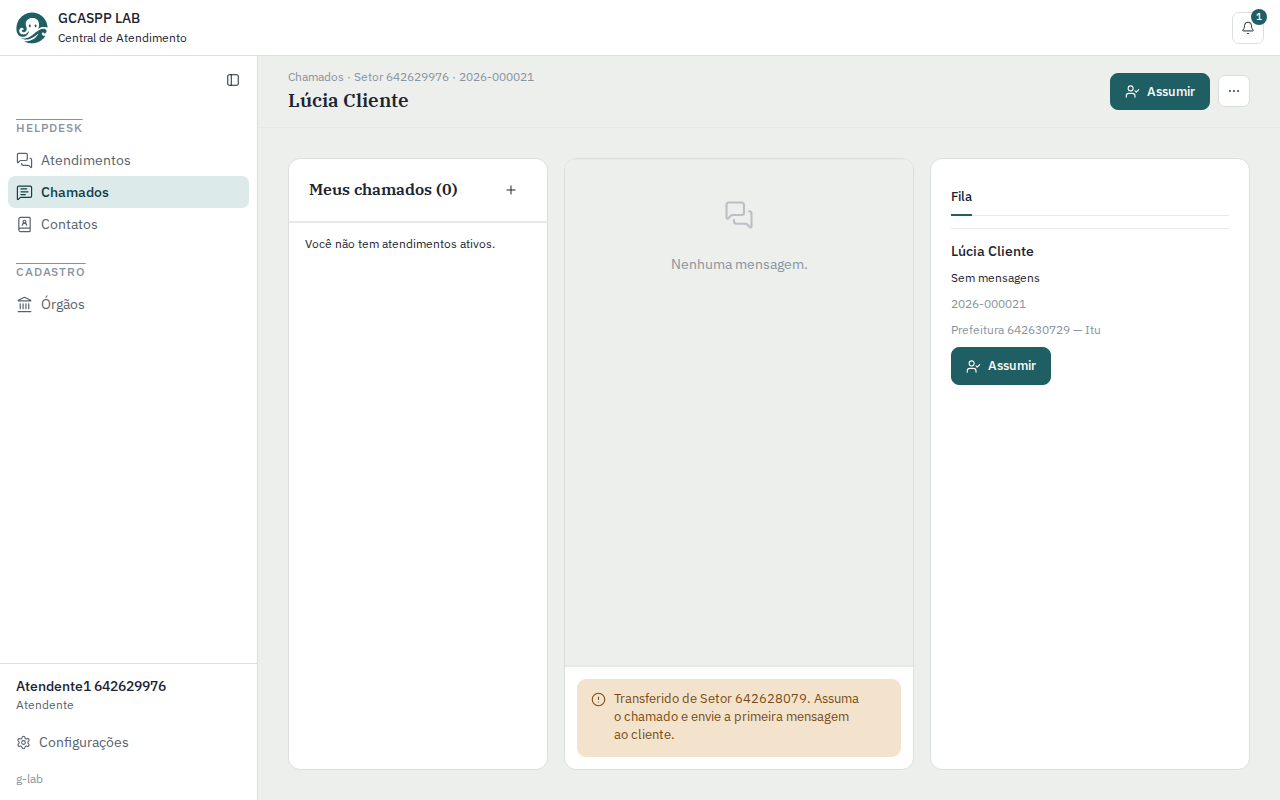 GCASPP LAB
Central de Atendimento
1
HELPDESK
Atendimentos
Chamados
Contatos
CADASTRO
Órgãos
Atendente1 642629976
Atendente
Configurações
g-lab
Chamados · Setor 642629976 · 2026-000021
Lúcia Cliente
Assumir
Meus chamados (0)
Você não tem atendimentos ativos.
Nenhuma mensagem.
Transferido de Setor 642628079. Assuma
o chamado e envie a primeira mensagem
ao cliente.
Fila
Lúcia Cliente
Sem mensagens
2026-000021
Prefeitura 642630729 — Itu
Assumir